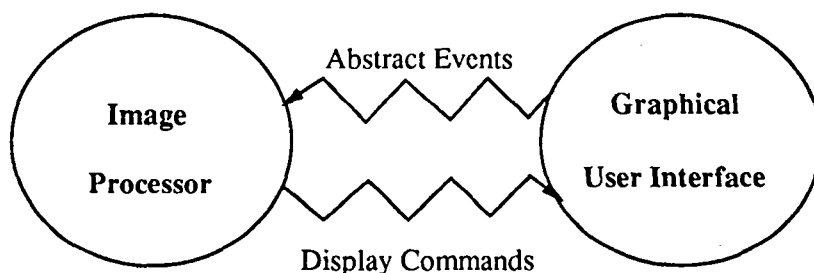 Abstract Events
Image
Processor
Graphical
User Interface
Display Commands